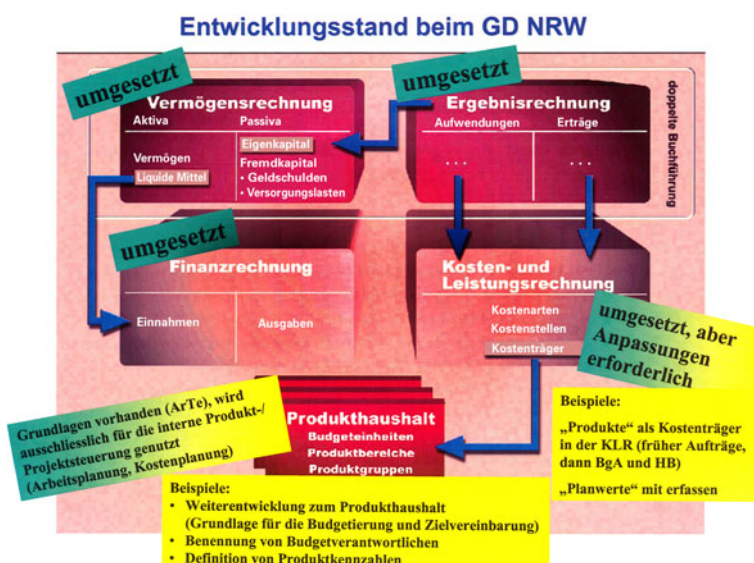 Entwicklungsstand beim GD NRW
umgesetzt
umgesetzt
Vermögensrechnung
Aktiva
Passiva
Vermögen
Liquide Mittel
Eigenkapital
Fremdkapital
• Geldschulden
• Versorgungslasten
Ergebnisrechnung
Aufwendungen
Erträge
...
...
doppelte Buchführung
umgesetzt
Finanzrechnung
Einnahmen
Ausgaben
Kosten- und
Leistungsrechnung
Kostenarten
Kostenstellen
Kostenträger
umgesetzt, aber
Anpassungen
erforderlich
Beispiele:
„Produkte” als Kostenträger
in der KLR (früher Aufträge,
dann BgA und HB)
„Planwerte” mit erfassen
Grundlagen vorhanden (ArTe), wird
ausschliesslich für die interne Produkt-/
Projektsteuerung genutzt
(Arbeitsplanung, Kostenplanung)
Produkthaushalt
Budgeteinheiten
Produktbereiche
Produktgruppen
Beispiele:
• Weiterentwicklung zum Produkthaushalt
(Grundlage für die Budgetierung und Zielvereinbarung)
• Benennung von Budgetverantwortlichen
• Definition von Produktkennzahlen